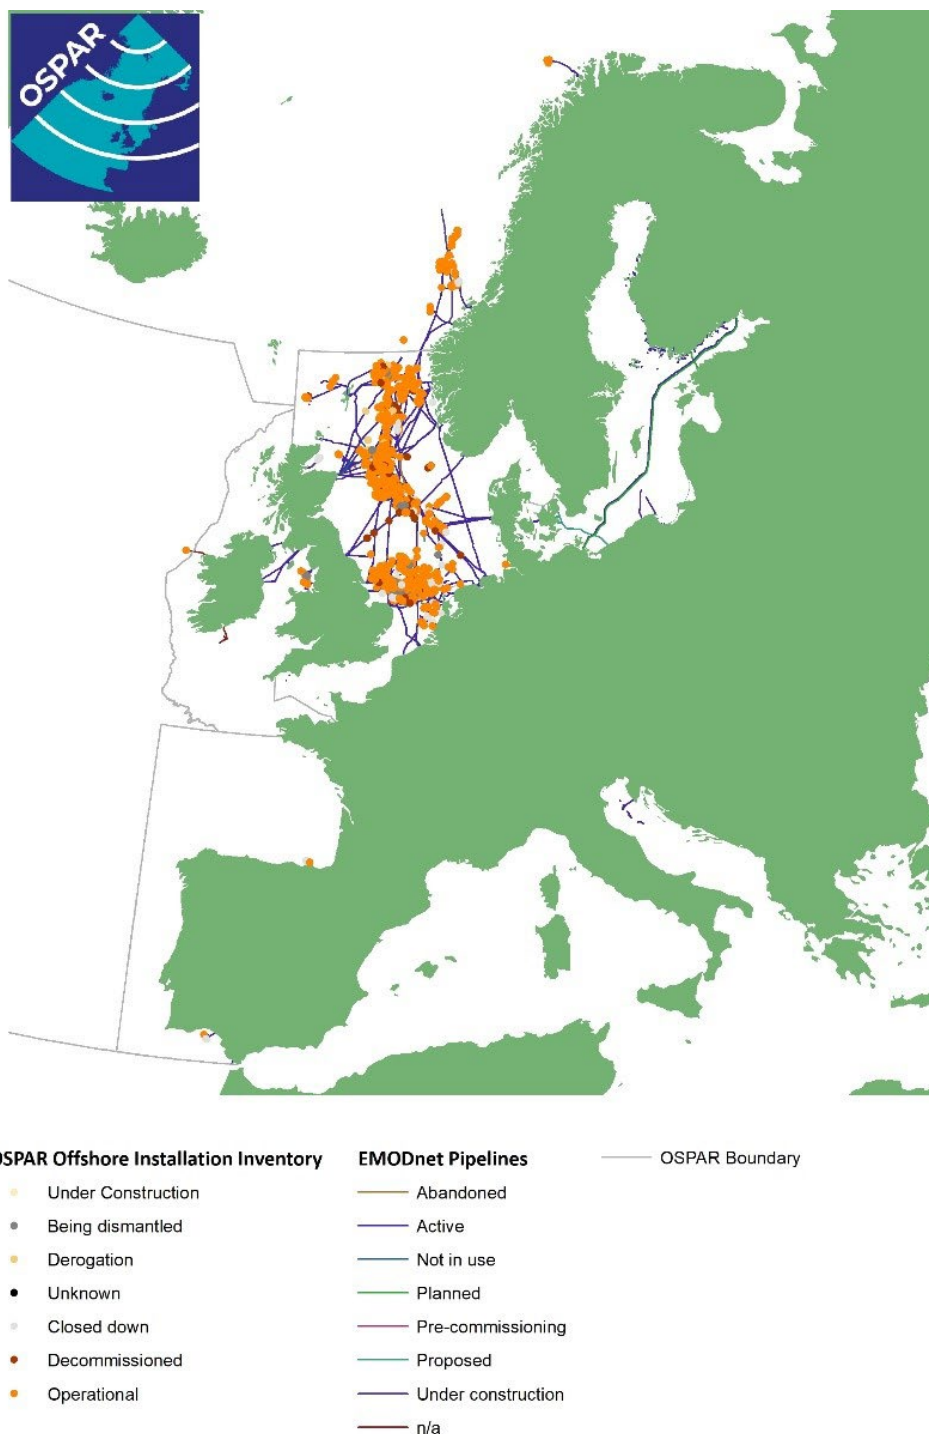 OSPAR
OSPAR Offshore Installation Inventory
Under Construction
Being dismantled
Derogation
Unknown
Closed down
Decommissioned
Operational
EMODnet Pipelines
Abandoned
Active
Not in use
Planned
Pre-commissioning
Proposed
Under construction
n/a
OSPAR Boundary